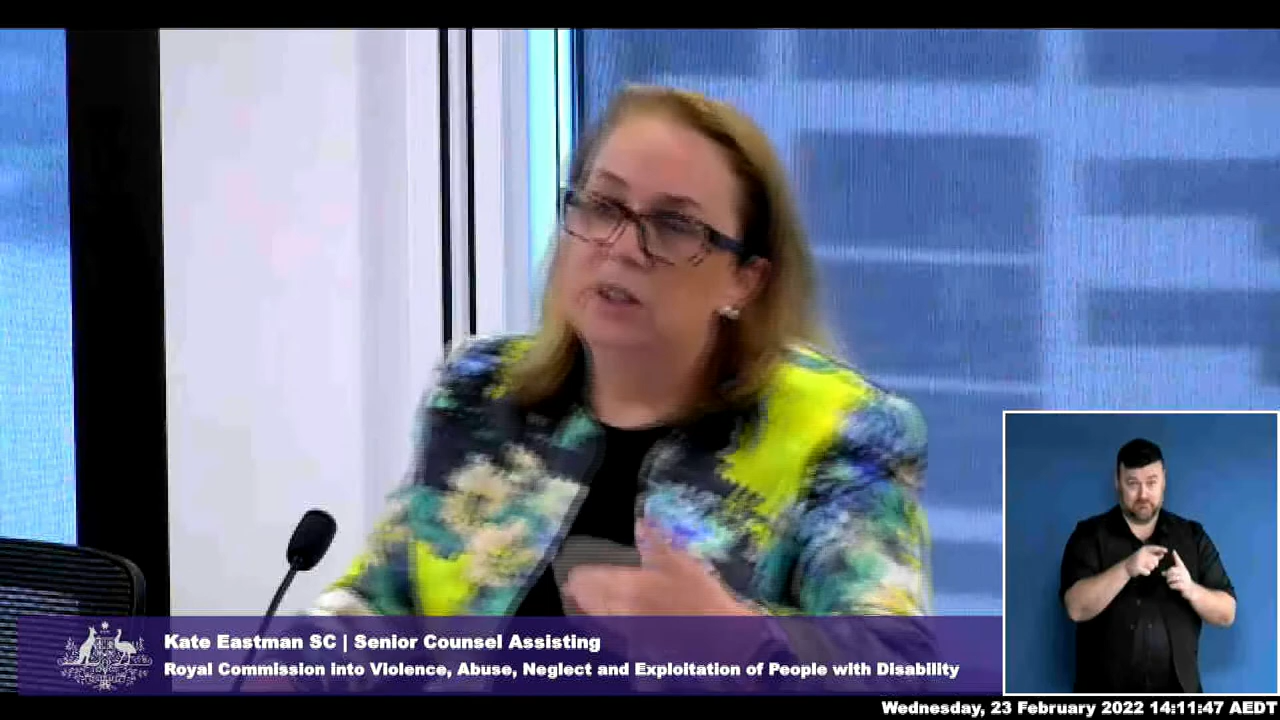 Kate Eastman SC | Senior Counsel Assisting
Royal Commission into Violence, Abuse, Neglect and Exploitation of People with Disability
Wednesday, 23 February 2022 14:11:47 AEDT